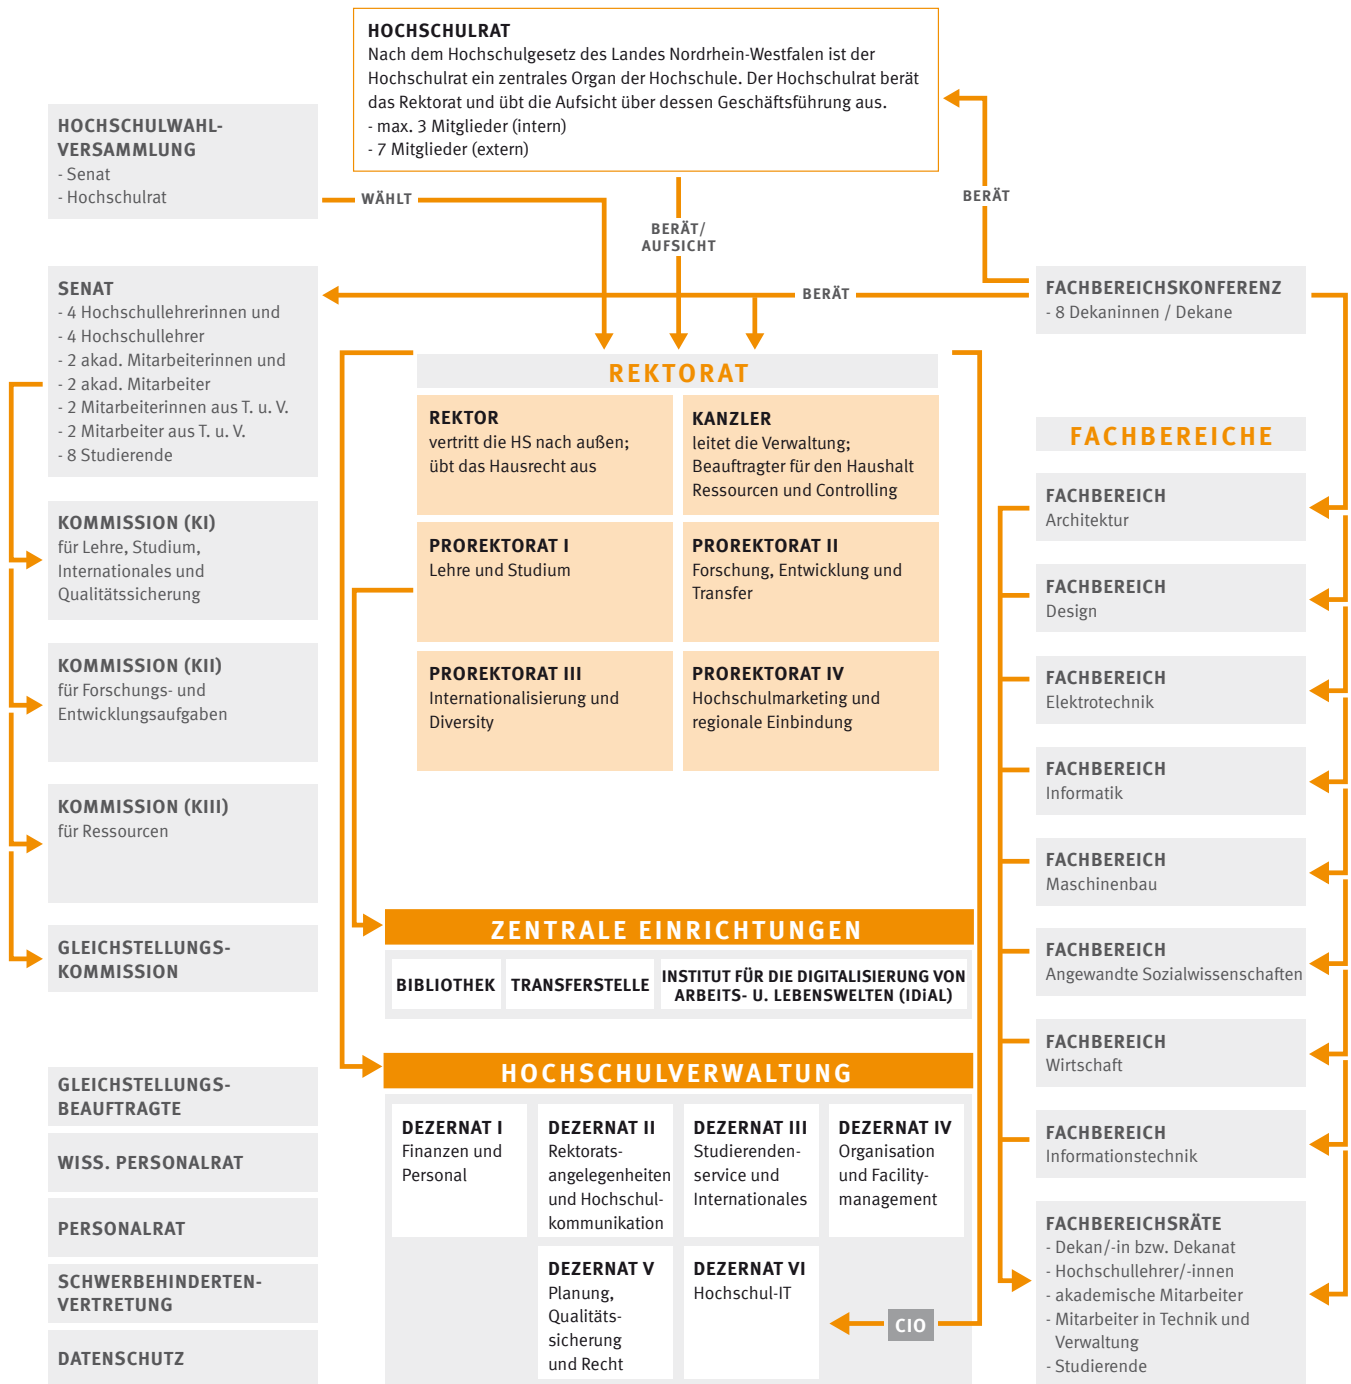 HOCHSCHULRAT
Nach dem Hochschulgesetz des Landes Nordrhein-Westfalen ist der
Hochschulrat ein zentrales Organ der Hochschule. Der Hochschulrat berät
das Rektorat und übt die Aufsicht über dessen Geschäftsführung aus.
- max. 3 Mitglieder (intern)
- 7 Mitglieder (extern)
HOCHSCHULWAHL-
VERSAMMLUNG
- Senat
- Hochschulrat
WÄHLT
BERÄT/
AUFSICHT
BERÄT
BERÄT
SENAT
- 4 Hochschullehrerinnen und
- 4 Hochschullehrer
- 2 akad. Mitarbeiterinnen und
- 2 akad. Mitarbeiter
- 2 Mitarbeiterinnen aus T. u. V.
- 2 Mitarbeiter aus T. u. V.
- 8 Studierende
KOMMISSION (KI)
für Lehre, Studium,
Internationales und
Qualitätssicherung
KOMMISSION (KII)
für Forschungs- und
Entwicklungsaufgaben
KOMMISSION (KIII)
für Ressourcen
GLEICHSTELLUNGS-
KOMMISSION
GLEICHSTELLUNGS-
BEAUFTRAGTE
WISS. PERSONALRAT
PERSONALRAT
SCHWERBEHINDERTEN-
VERTRETUNG
DATENSCHUTZ
REKTORAT
REKTOR
vertritt die HS nach außen;
übt das Hausrecht aus
KANZLER
leitet die Verwaltung;
Beauftragter für den Haushalt
Ressourcen und Controlling
PROREKTORAT I
Lehre und Studium
PROREKTORAT II
Forschung, Entwicklung und
Transfer
PROREKTORAT III
Internationalisierung und
Diversity
PROREKTORAT IV
Hochschulmarketing und
regionale Einbindung
ZENTRALE EINRICHTUNGEN
BIBLIOTHEK
TRANSFERSTELLE
INSTITUT FÜR DIE DIGITALISIERUNG VON
ARBEITS- U. LEBENSWELTEN (IDiAL)
HOCHSCHULVERWALTUNG
DEZERNAT I
Finanzen und
Personal
DEZERNAT II
Rektorats-
angelegenheiten
und Hochschul-
kommunikation
DEZERNAT III
Studierenden-
service und
Internationales
DEZERNAT IV
Organisation
und Facility-
management
DEZERNAT V
Planung,
Qualitäts-
sicherung
und Recht
DEZERNAT VI
Hochschul-IT
CIO
FACHBEREICHSKONFERENZ
- 8 Dekaninnen / Dekane
FACHBEREICHE
FACHBEREICH
Architektur
FACHBEREICH
Design
FACHBEREICH
Elektrotechnik
FACHBEREICH
Informatik
FACHBEREICH
Maschinenbau
FACHBEREICH
Angewandte Sozialwissenschaften
FACHBEREICH
Wirtschaft
FACHBEREICH
Informationstechnik
FACHBEREICHSRÄTE
- Dekan/-in bzw. Dekanat
- Hochschullehrer/-innen
- akademische Mitarbeiter
- Mitarbeiter in Technik und
Verwaltung
- Studierende